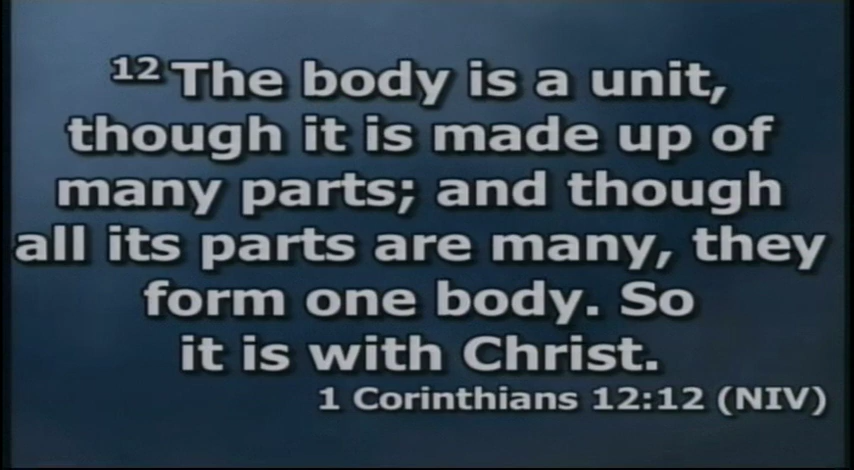 12 The body is a unit,
though it is made up of
many parts; and though
all its parts are many, they
form one body. So
it is with Christ.
1 Corinthians 12:12 (NIV)